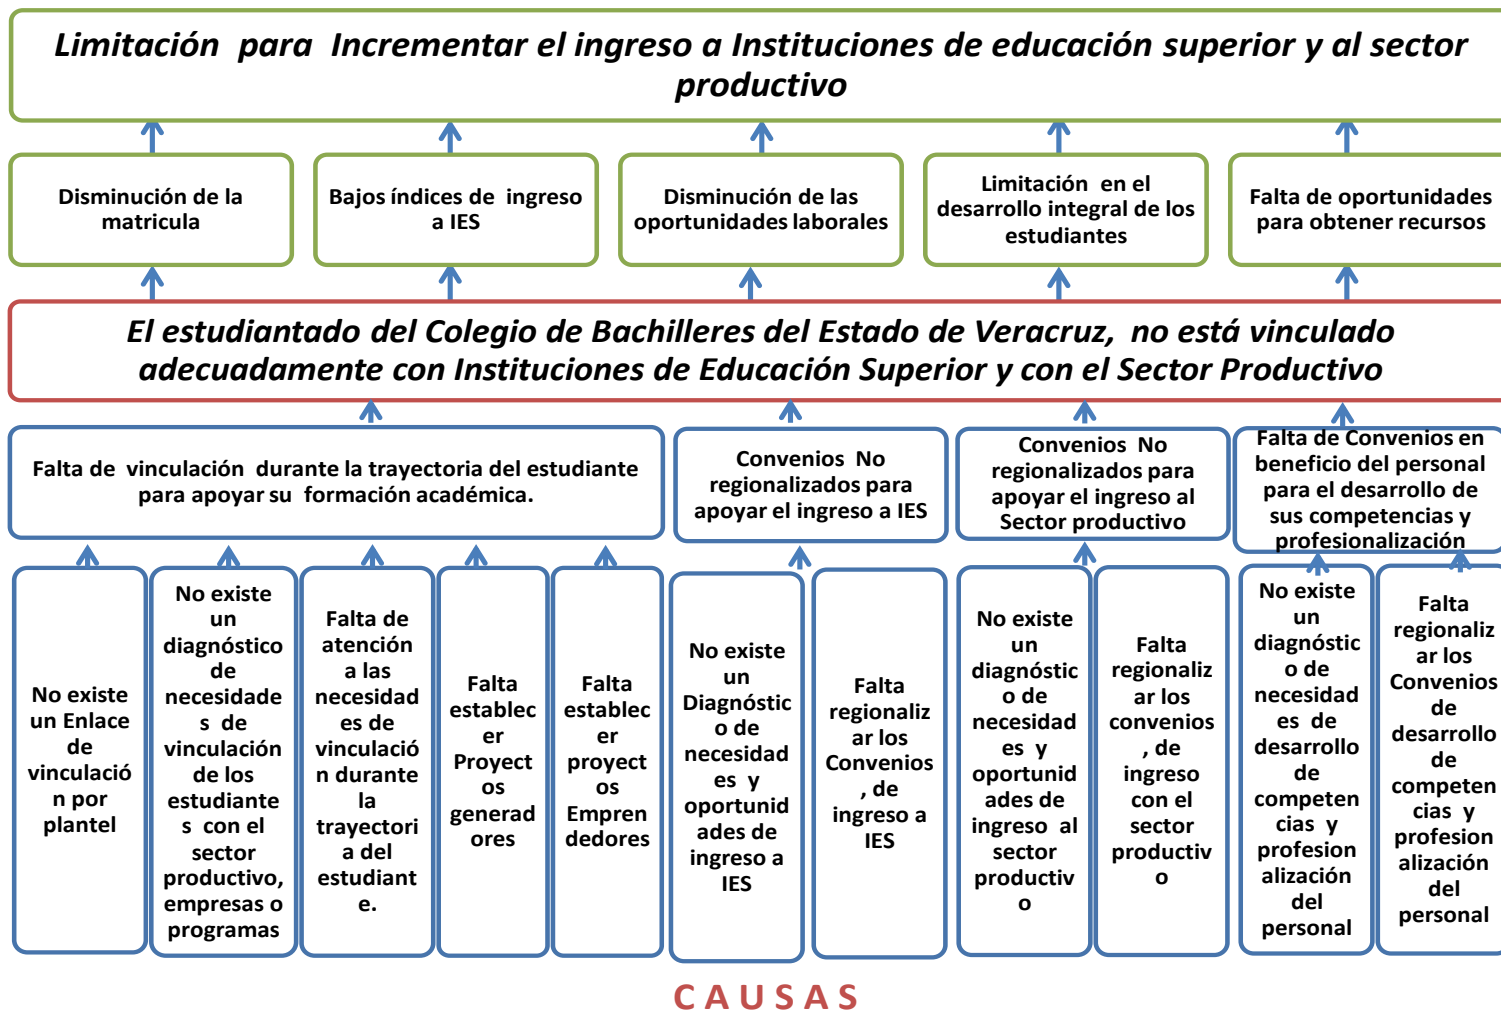 Limitación para Incrementar el ingreso a Instituciones de educación superior y al sector
productivo
Disminución de la
matricula
Bajos índices de ingreso
a IES
Disminución de las
oportunidades laborales
Limitación en el
desarrollo integral de los
estudiantes
Falta de oportunidades
para obtener recursos
El estudiantado del Colegio de Bachilleres del Estado de Veracruz, no está vinculado
adecuadamente con Instituciones de Educación Superior y con el Sector Productivo
Falta de vinculación durante la trayectoria del estudiante
para apoyar su formación académica.
Convenios No
regionalizados para
apoyar el ingreso a IES
Convenios No
regionalizados para
apoyar el ingreso al
Sector productivo
Falta de Convenios en
beneficio del personal
para el desarrollo de
sus competencias y
profesionalización
No existe
un Enlace
de
vinculació
n por
plantel
No existe
un
diagnóstico
de
necesidade
s de
vinculación
de los
estudiante
s con el
sector
productivo,
empresas o
programas
Falta de
atención
a las
necesidad
es de
vinculació
n durante
la
trayectori
a del
estudiant
e.
Falta
establec
er
Proyect
os
generad
ores
Falta
establec
er
proyect
os
Empren
dedores
No existe
un
Diagnóstic
o de
necesidad
es y
oportunid
ades de
ingreso a
IES
Falta
regionaliz
ar los
Convenios
, de
ingreso a
IES
No existe
un
diagnóstic
o de
necesidad
es y
oportunid
ades de
ingreso al
sector
productiv
o
Falta
regionaliz
ar los
convenios
, de
ingreso
con el
sector
productiv
o
No existe
un
diagnóstic
o de
necesidad
es de
desarrollo
de
competen
cias y
profesion
alización
del
personal
Falta
regionaliz
ar los
Convenios
de
desarrollo
de
competen
cias y
profesion
alización
del
personal
C A U S A S